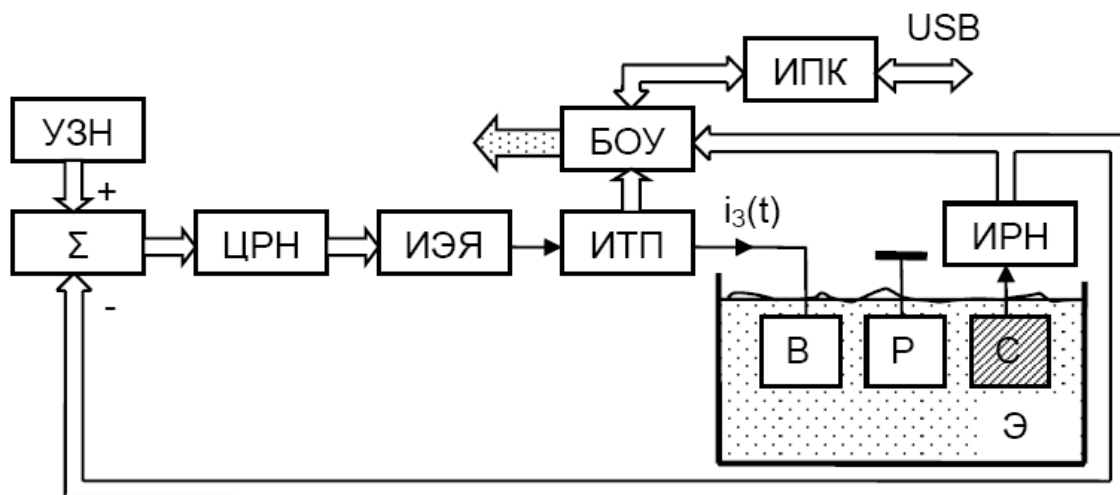 USB
ИПК
УЗН
БОУ
+
i₃(t)
Σ
ЦРН
ИЭЯ
ИТП
ИРН
-
В
Р
С
Э